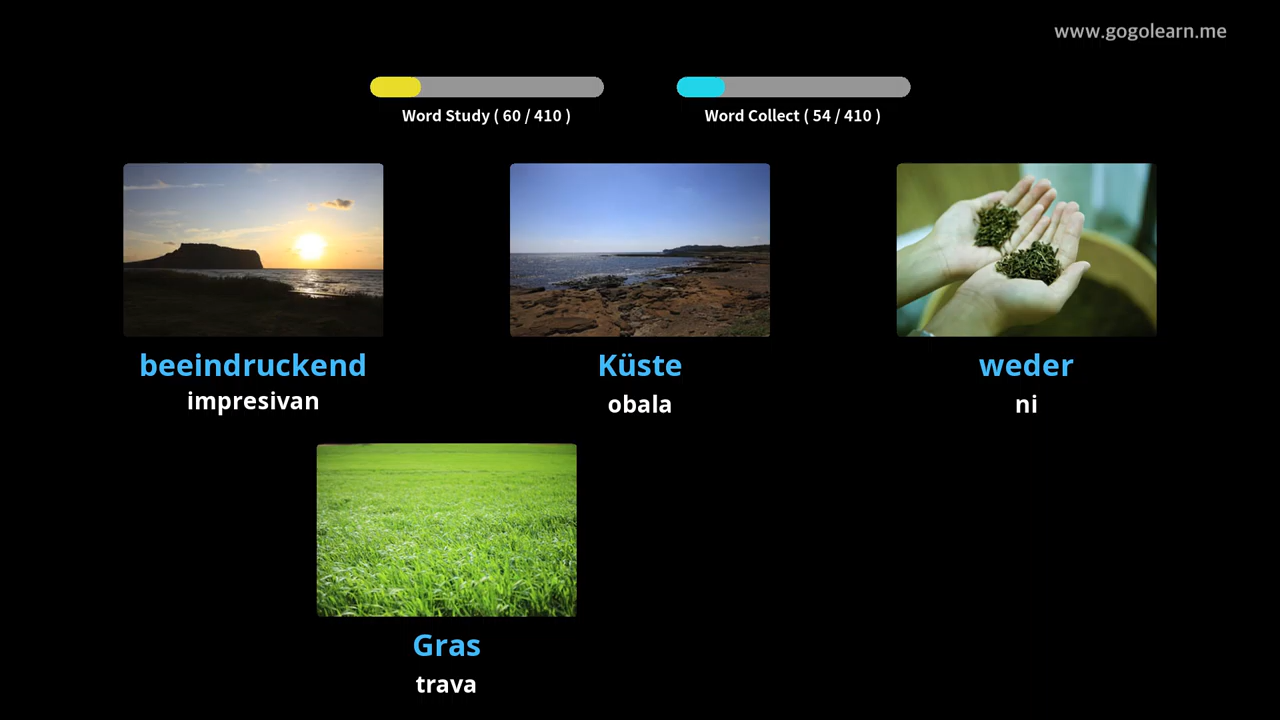 www.gogolearn.me
Word Study ( 60 / 410 )
Word Collect ( 54 / 410 )
beeindruckend
impresivan
Küste
obala
weder
ni
Gras
trava